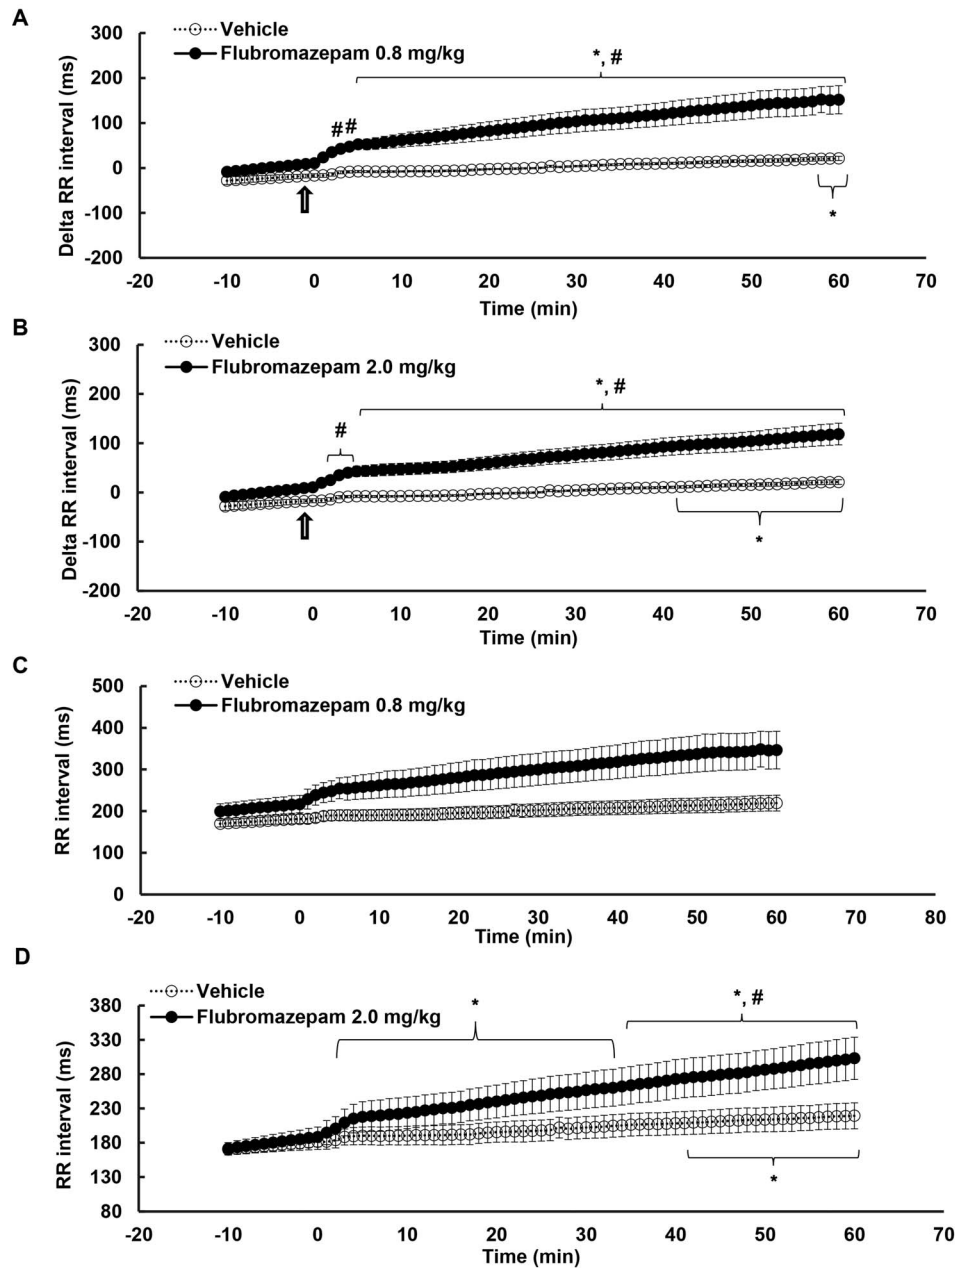 A
Vehicle
Flubromazepam 0.8 mg/kg
300
200
100
0
-100
-200
Delta RR interval (ms)
*, #
##
*
-20 -10 0 10 20 30 40 50 60 70
Time (min)
B
Vehicle
Flubromazepam 2.0 mg/kg
300
200
100
0
-100
-200
Delta RR interval (ms)
*, #
#
*
-20 -10 0 10 20 30 40 50 60 70
Time (min)
C
Vehicle
Flubromazepam 0.8 mg/kg
500
400
300
200
100
0
RR interval (ms)
-20 -10 0 10 20 30 40 50 60 70 80
Time (min)
D
Vehicle
Flubromazepam 2.0 mg/kg
380
330
280
230
180
130
80
RR interval (ms)
*
*, #
*
-20 -10 0 10 20 30 40 50 60 70
Time (min)